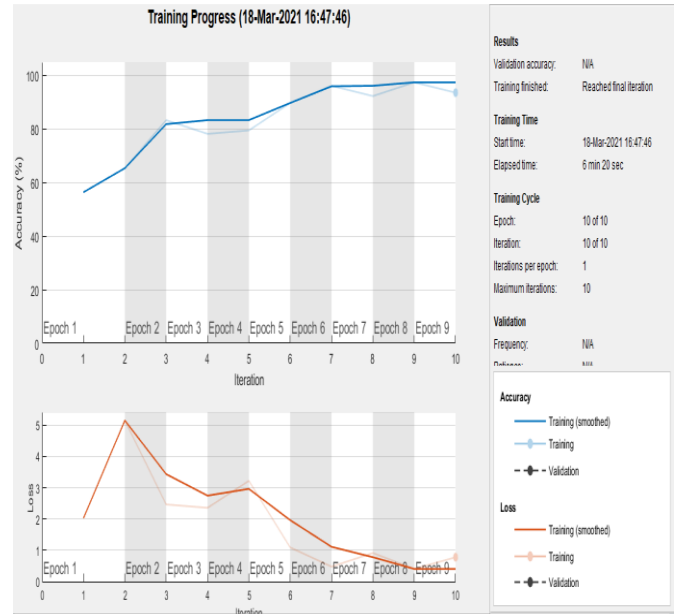 Training Progress (18-Mar-2021 16:47:46)
Accuracy (%)
100
80
60
40
20
0
Epoch 1 Epoch 2 Epoch 3 Epoch 4 Epoch 5 Epoch 6 Epoch 7 Epoch 8 Epoch 9
0 1 2 3 4 5 6 7 8 9 10
Iteration
Loss
5
4
3
2
1
0
Epoch 1 Epoch 2 Epoch 3 Epoch 4 Epoch 5 Epoch 6 Epoch 7 Epoch 8 Epoch 9
0 1 2 3 4 5 6 7 8 9 10
Iteration
Results
Validation accuracy: N/A
Training finished: Reached final iteration
Training Time
Start time: 18-Mar-2021 16:47:46
Elapsed time: 6 min 20 sec
Training Cycle
Epoch: 10 of 10
Iteration: 10 of 10
Iterations per epoch: 1
Maximum iterations: 10
Validation
Frequency: N/A
Patience: N/A
Accuracy
Training (smoothed)
Training
Validation
Loss
Training (smoothed)
Training
Validation